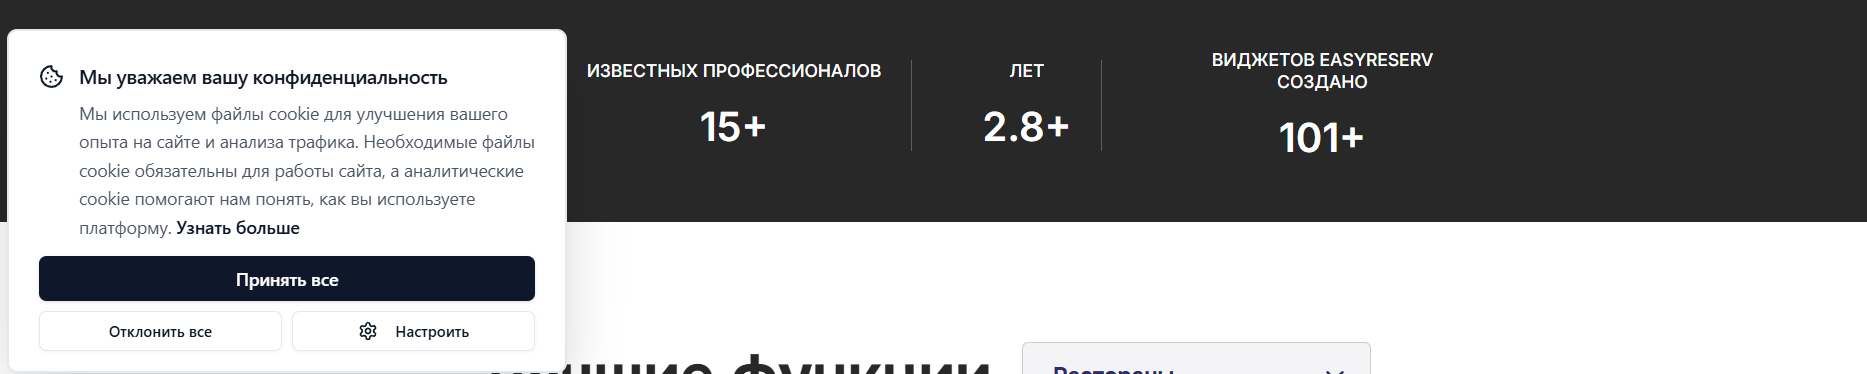 Мы уважаем вашу конфиденциальность
Мы используем файлы cookie для улучшения вашего
опыта на сайте и анализа трафика. Необходимые файлы
cookie обязательны для работы сайта, а аналитические
cookie помогают нам понять, как вы используете
платформу. Узнать больше
Принять все
Отклонить все
Настроить
ИЗВЕСТНЫХ ПРОФЕССИОНАЛОВ
15+
ЛЕТ
2.8+
ВИДЖЕТОВ EASYRESERV
СОЗДАНО
101+
функции
Рестораны